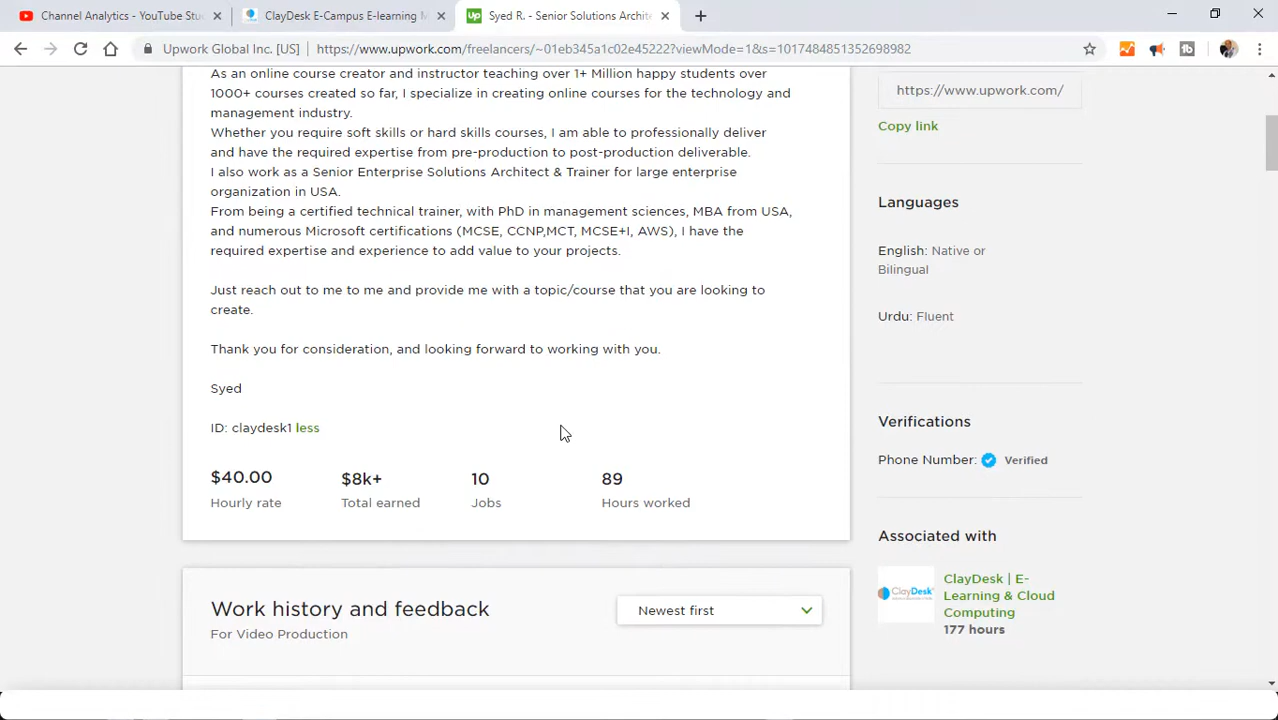 Channel Analytics - YouTube Stu
ClayDesk E-Campus E-learning M
Syed R. - Senior Solutions Archite
Upwork Global Inc. [US]
https://www.upwork.com/freelancers/~01eb345a1c02e45222?viewMode=1&s=1017484851352698982
As an online course creator and instructor teaching over 1+ Million happy students over
1000+ courses created so far, I specialize in creating online courses for the technology and
management industry.
Whether you require soft skills or hard skills courses, I am able to professionally deliver
and have the required expertise from pre-production to post-production deliverable.
I also work as a Senior Enterprise Solutions Architect & Trainer for large enterprise
organization in USA.
From being a certified technical trainer, with PhD in management sciences, MBA from USA,
and numerous Microsoft certifications (MCSE, CCNP,MCT, MCSE+I, AWS), I have the
required expertise and experience to add value to your projects.
Just reach out to me to me and provide me with a topic/course that you are looking to
create.
Thank you for consideration, and looking forward to working with you.
Syed
ID: claydesk1 less
$40.00
Hourly rate
$8k+
Total earned
10
Jobs
89
Hours worked
Work history and feedback
For Video Production
Newest first
https://www.upwork.com/
Copy link
Languages
English: Native or
Bilingual
Urdu: Fluent
Verifications
Phone Number: Verified
Associated with
ClayDesk
ClayDesk | E-
Learning & Cloud
Computing
177 hours